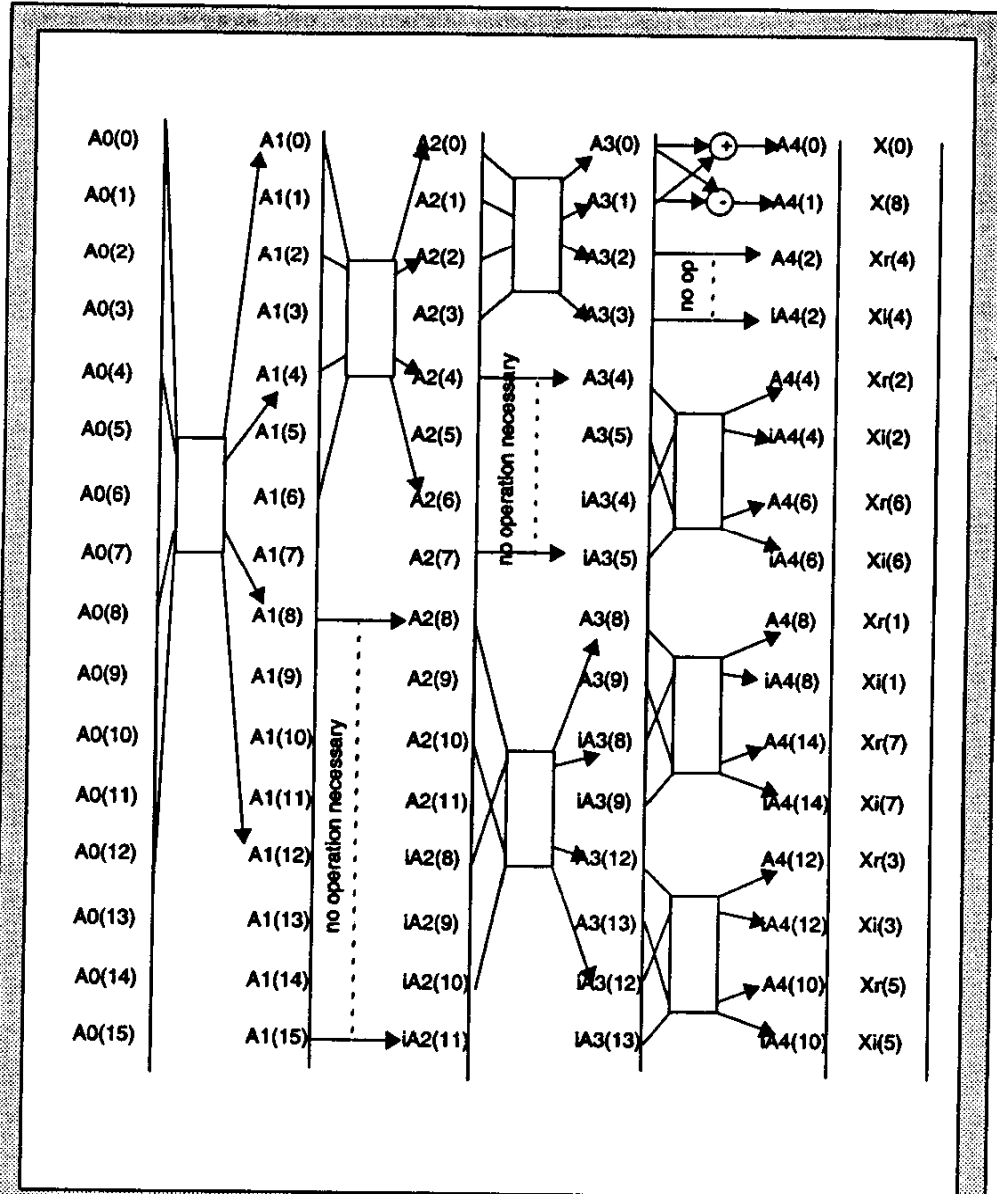 A0(0) A1(0) A2(0) A3(0) + A4(0) X(0)
A0(1) A1(1) A2(1) A3(1) - A4(1) X(8)
A0(2) A1(2) A2(2) A3(2) A4(2) Xr(4)
no op
A0(3) A1(3) A2(3) A3(3) iA4(2) Xi(4)
A0(4) A1(4) A2(4) A3(4) A4(4) Xr(2)
A0(5) A1(5) A2(5) A3(5) iA4(4) Xi(2)
no operation necessary
A0(6) A1(6) A2(6) iA3(4) A4(6) Xr(6)
A0(7) A1(7) A2(7) iA3(5) iA4(6) Xi(6)
A0(8) A1(8) A2(8) A3(8) A4(8) Xr(1)
A0(9) A1(9) A2(9) A3(9) iA4(8) Xi(1)
A0(10) A1(10) A2(10) iA3(8) A4(14) Xr(7)
A0(11) A1(11) A2(11) iA3(9) iA4(14) Xi(7)
no operation necessary
A0(12) A1(12) iA2(8) A3(12) A4(12) Xr(3)
A0(13) A1(13) iA2(9) A3(13) iA4(12) Xi(3)
A0(14) A1(14) iA2(10) iA3(12) A4(10) Xr(5)
A0(15) A1(15) iA2(11) iA3(13) iA4(10) Xi(5)